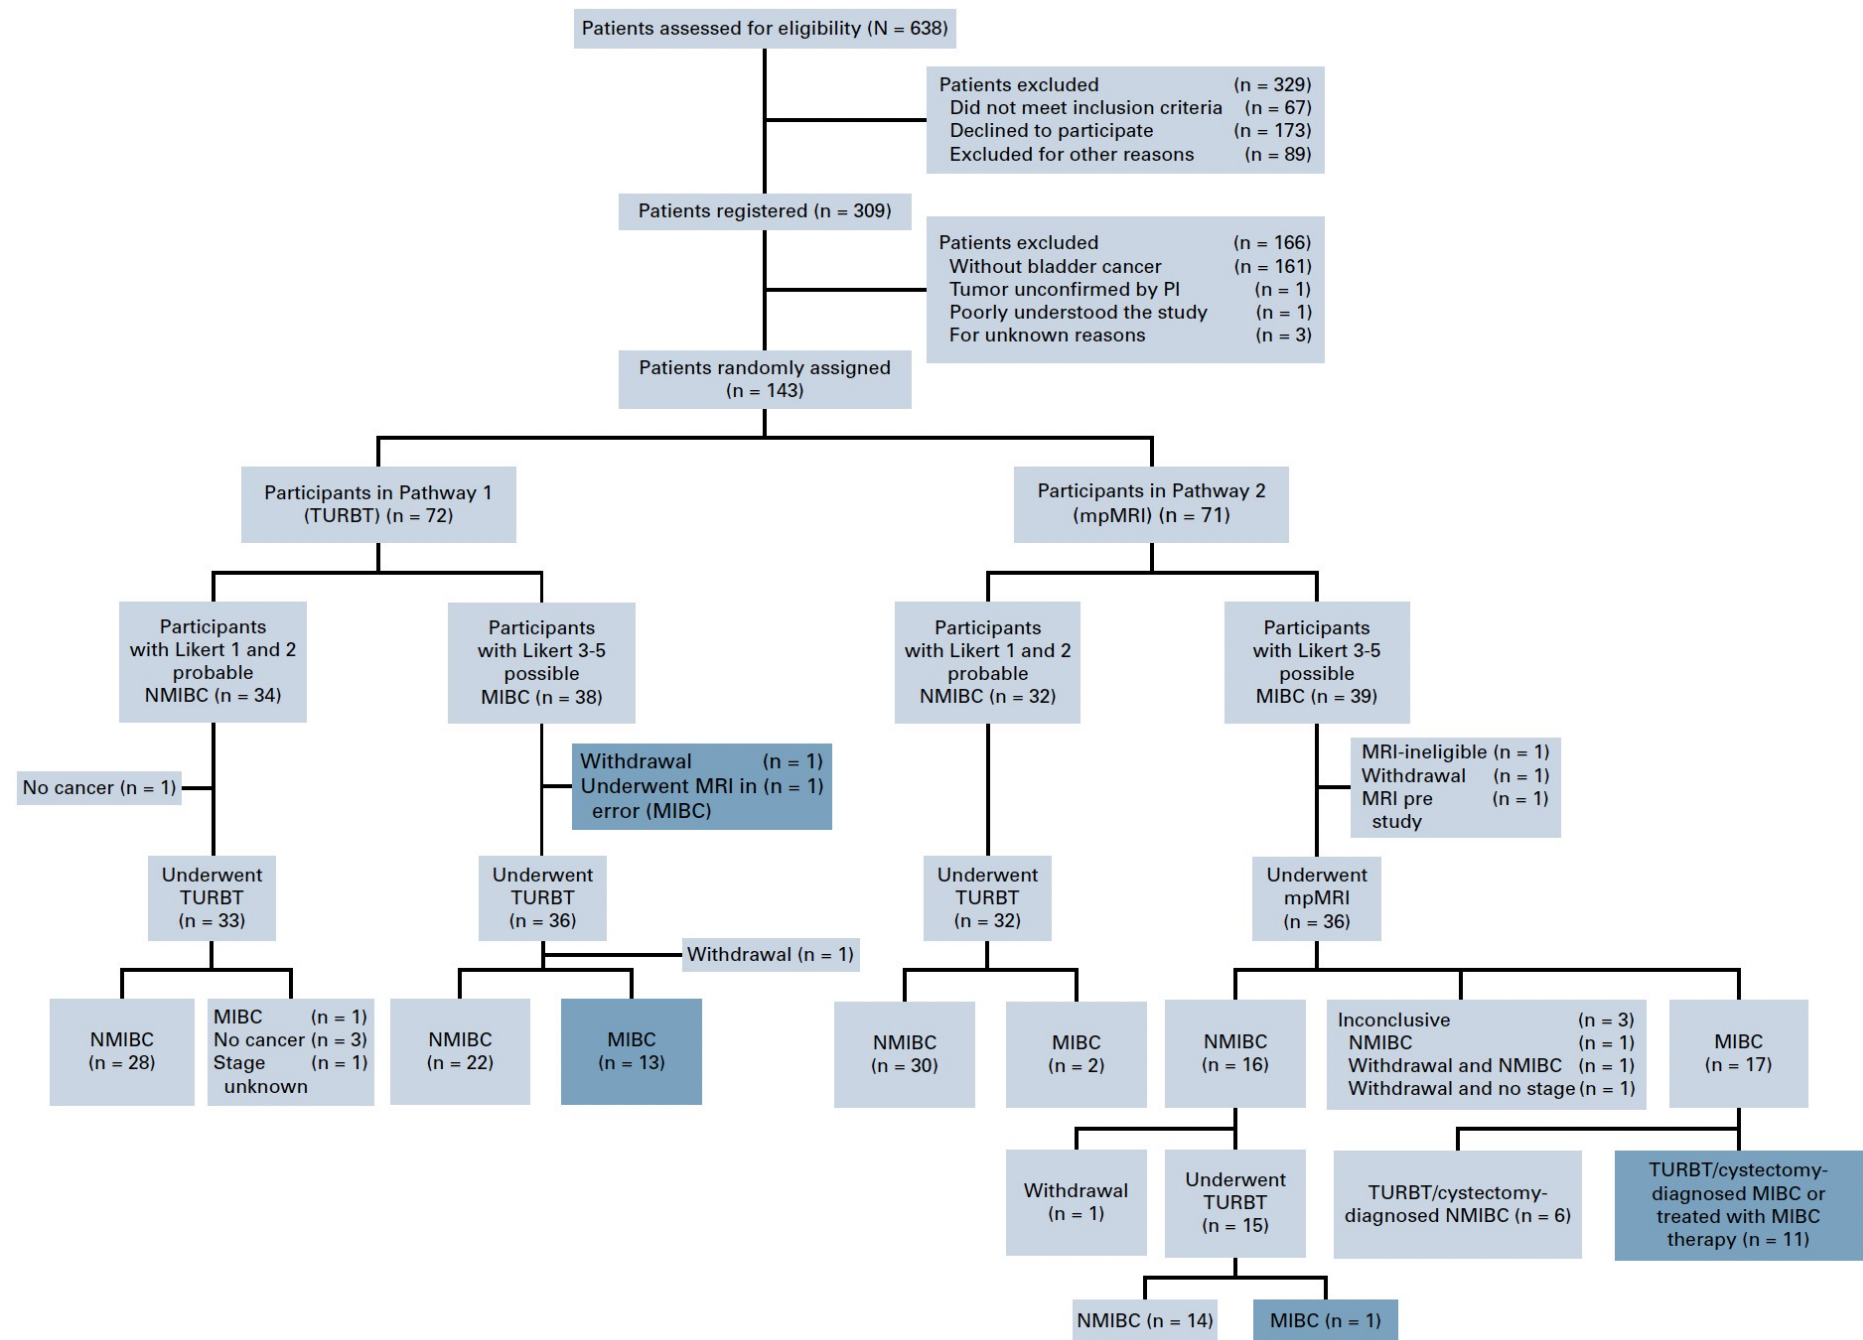 Patients assessed for eligibility (N = 638)
Patients excluded (n = 329)
Did not meet inclusion criteria (n = 67)
Declined to participate (n = 173)
Excluded for other reasons (n = 89)
Patients registered (n = 309)
Patients excluded (n = 166)
Without bladder cancer (n = 161)
Tumor unconfirmed by PI (n = 1)
Poorly understood the study (n = 1)
For unknown reasons (n = 3)
Patients randomly assigned
(n = 143)
Participants in Pathway 1
(TURBT) (n = 72)
Participants in Pathway 2
(mpMRI) (n = 71)
Participants
with Likert 1 and 2
probable
NMIBC (n = 34)
Participants
with Likert 3-5
possible
MIBC (n = 38)
Participants
with Likert 1 and 2
probable
NMIBC (n = 32)
Participants
with Likert 3-5
possible
MIBC (n = 39)
No cancer (n = 1)
Withdrawal (n = 1)
Underwent MRI in (n = 1)
error (MIBC)
MRI-ineligible (n = 1)
Withdrawal (n = 1)
MRI pre (n = 1)
study
Underwent
TURBT
(n = 33)
Underwent
TURBT
(n = 36)
Underwent
TURBT
(n = 32)
Underwent
mpMRI
(n = 36)
Withdrawal (n = 1)
NMIBC
(n = 28)
MIBC (n = 1)
No cancer (n = 3)
Stage (n = 1)
unknown
NMIBC
(n = 22)
MIBC
(n = 13)
NMIBC
(n = 30)
MIBC
(n = 2)
NMIBC
(n = 16)
Inconclusive (n = 3)
NMIBC (n = 1)
Withdrawal and NMIBC (n = 1)
Withdrawal and no stage (n = 1)
MIBC
(n = 17)
Withdrawal
(n = 1)
Underwent
TURBT
(n = 15)
TURBT/cystectomy-
diagnosed NMIBC (n = 6)
TURBT/cystectomy-
diagnosed MIBC or
treated with MIBC
therapy (n = 11)
NMIBC (n = 14)
MIBC (n = 1)